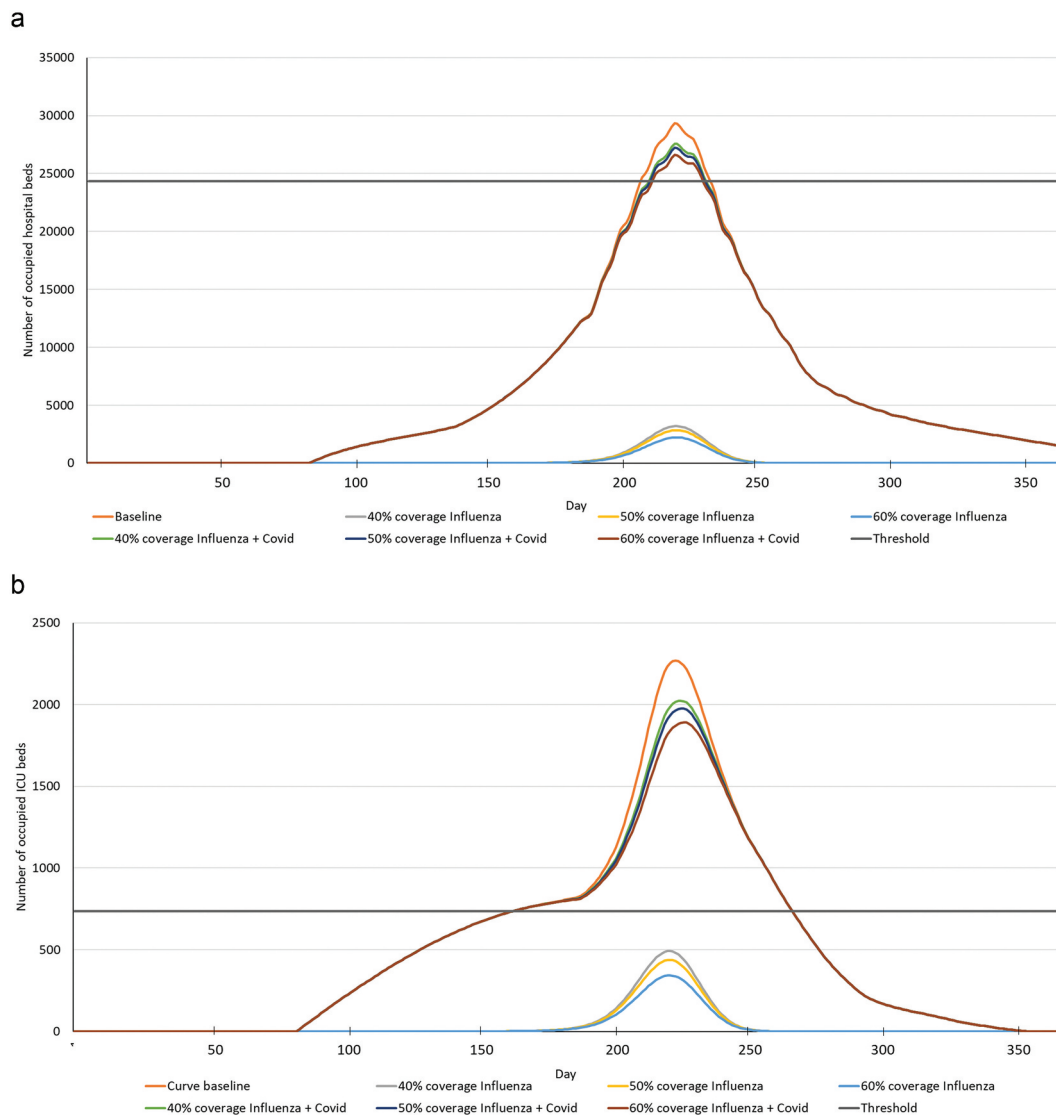 a
35000
30000
25000
20000
15000
10000
5000
0
Number of occupied hospital beds
50 100 150 200 250 300 350
Day
Baseline 40% coverage Influenza 50% coverage Influenza 60% coverage Influenza
40% coverage Influenza + Covid 50% coverage Influenza + Covid 60% coverage Influenza + Covid Threshold
b
2500
2000
1500
1000
500
0
Number of occupied ICU beds
50 100 150 200 250 300 350
Day
Curve baseline 40% coverage Influenza 50% coverage Influenza 60% coverage Influenza
40% coverage Influenza + Covid 50% coverage Influenza + Covid 60% coverage Influenza + Covid Threshold